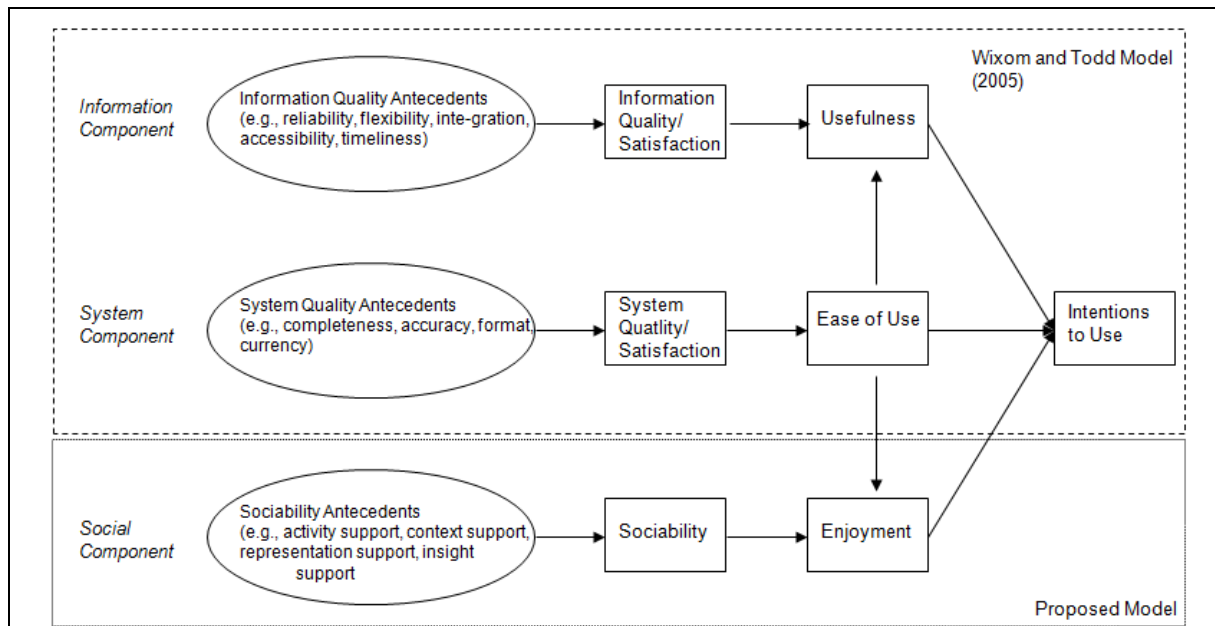 Wixom and Todd Model
(2005)
Information
Component
Information Quality Antecedents
(e.g., reliability, flexibility, inte-gration,
accessibility, timeliness)
Information
Quality/
Satisfaction
Usefulness
System
Component
System Quality Antecedents
(e.g., completeness, accuracy, format,
currency)
System
Quatlity/
Satisfaction
Ease of Use
Intentions
to Use
Social
Component
Sociability Antecedents
(e.g., activity support, context support,
representation support, insight
support
Sociability
Enjoyment
Proposed Model